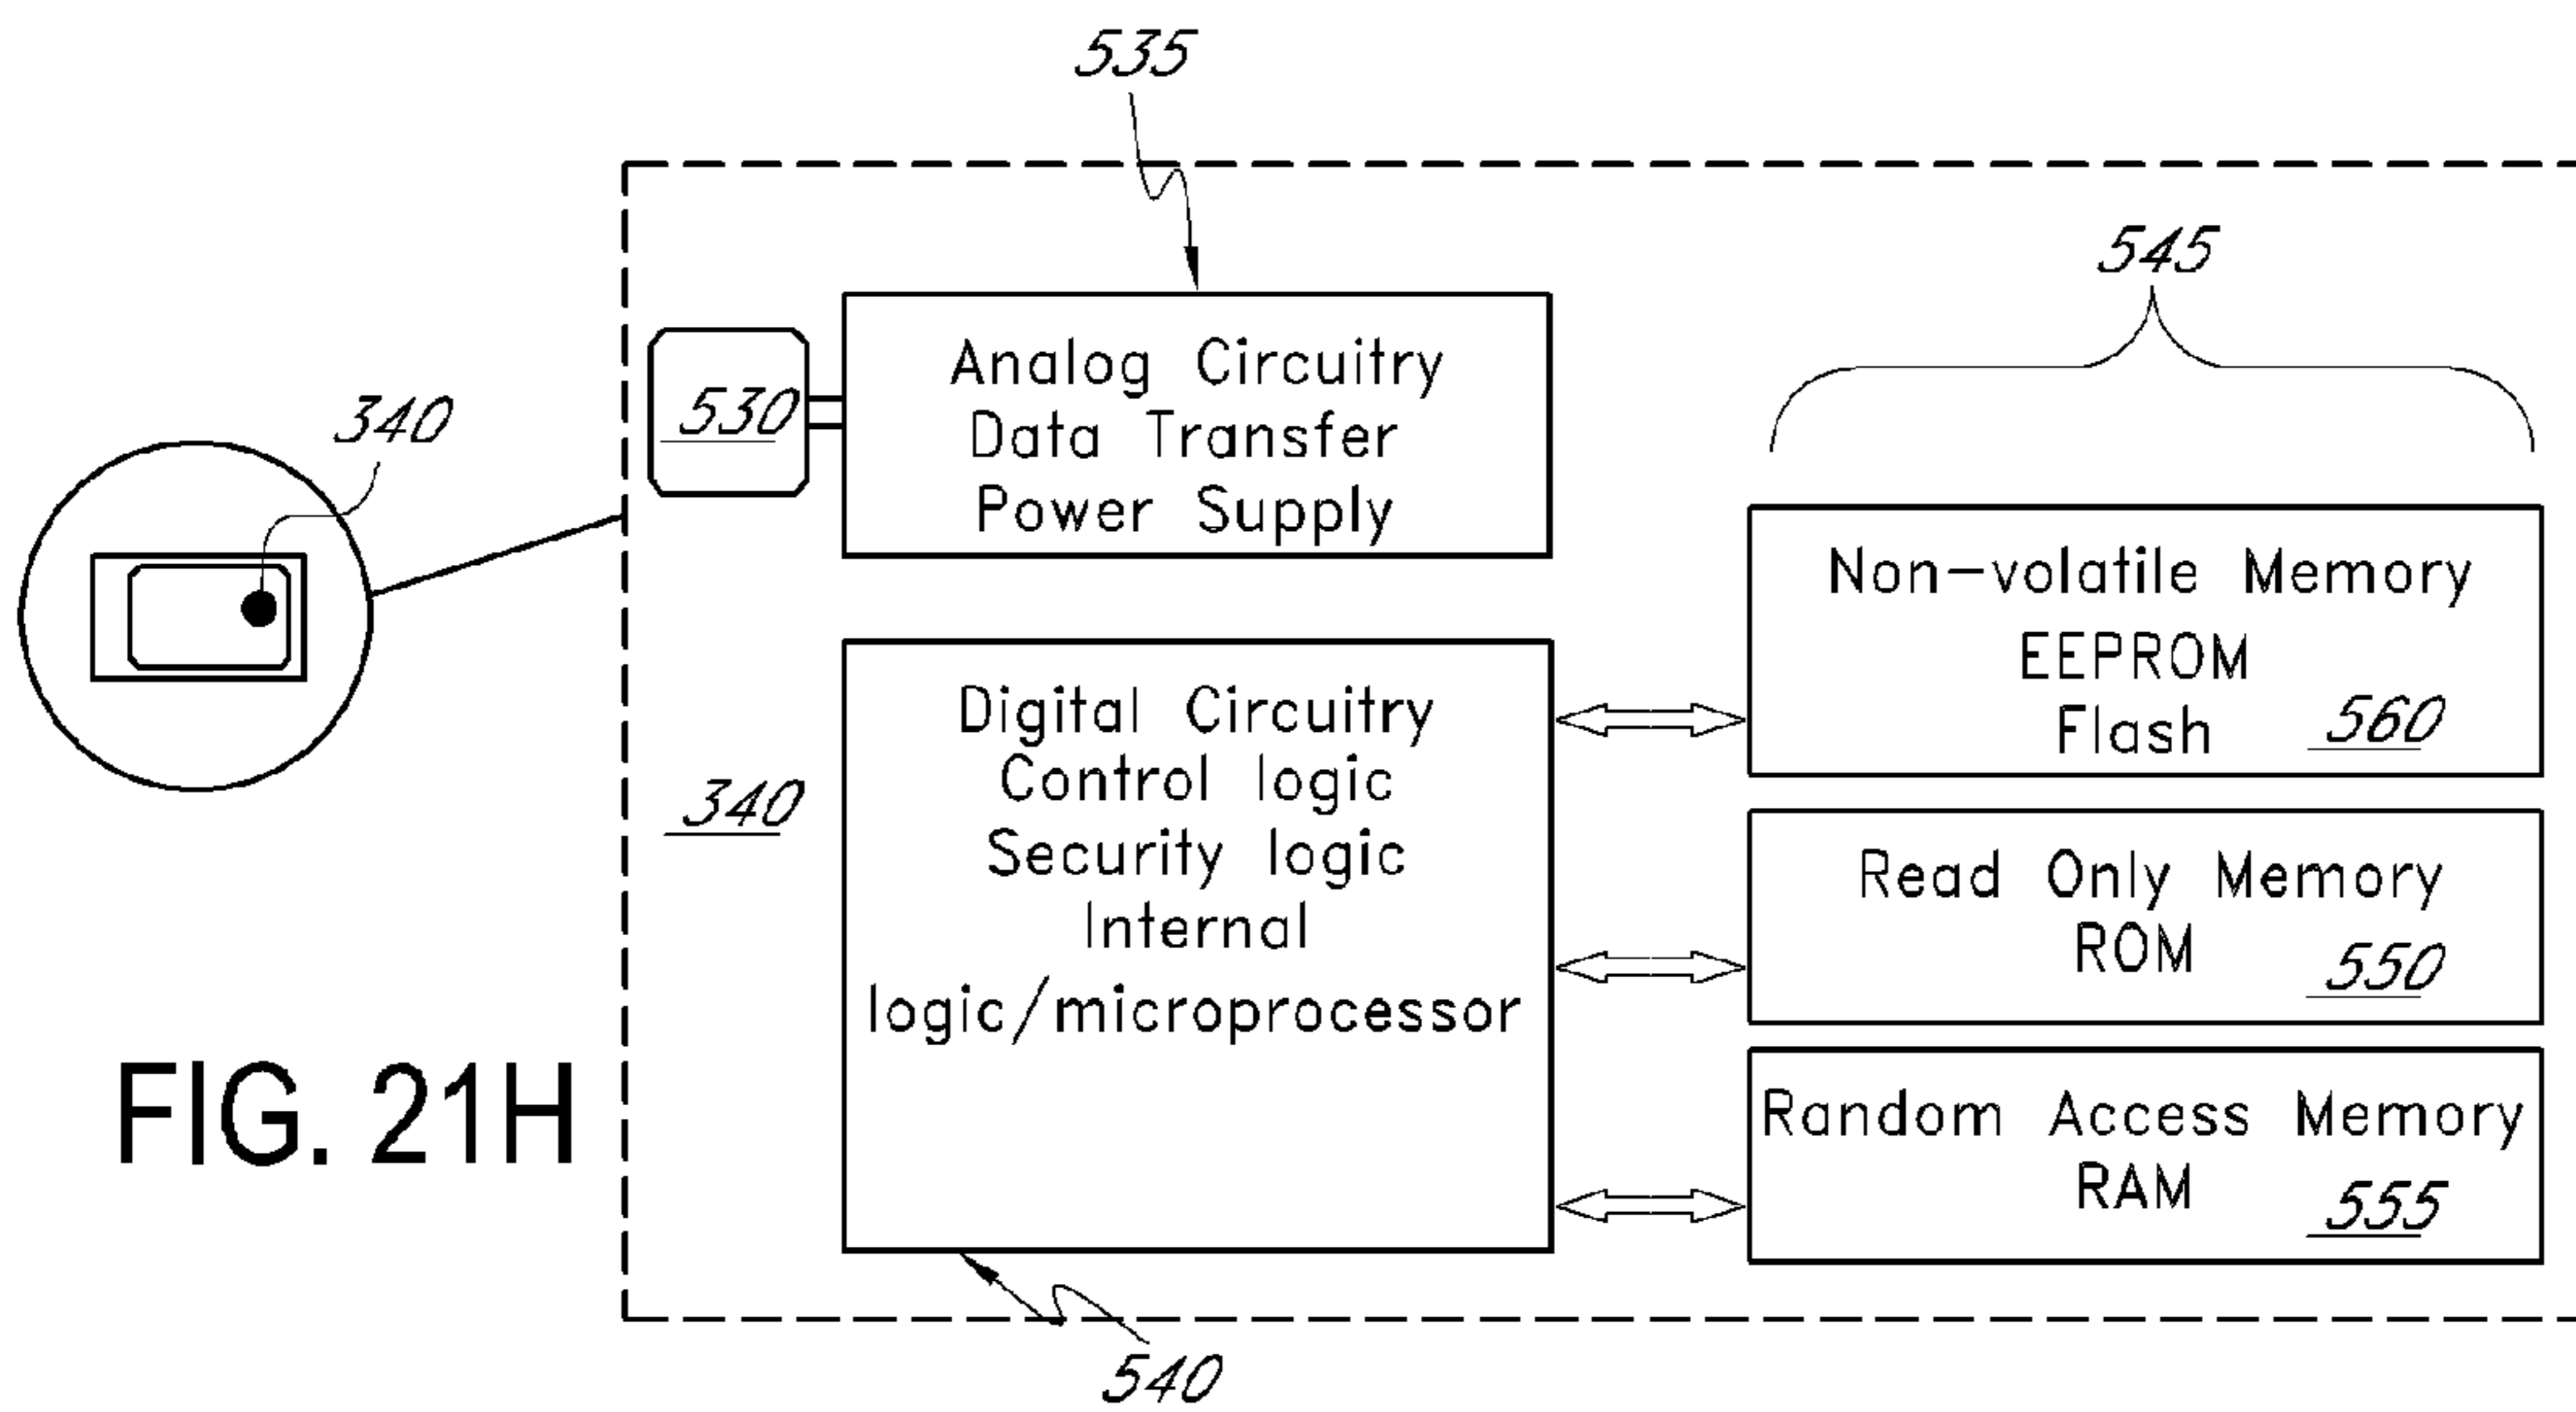 535
545
340
530
Analog Circuitry
Data Transfer
Power Supply
Non-volatile Memory
EEPROM
Flash 560
340
Digital Circuitry
Control logic
Security logic
Internal
logic/microprocessor
Read Only Memory
ROM 550
Random Access Memory
RAM 555
FIG. 21H
540